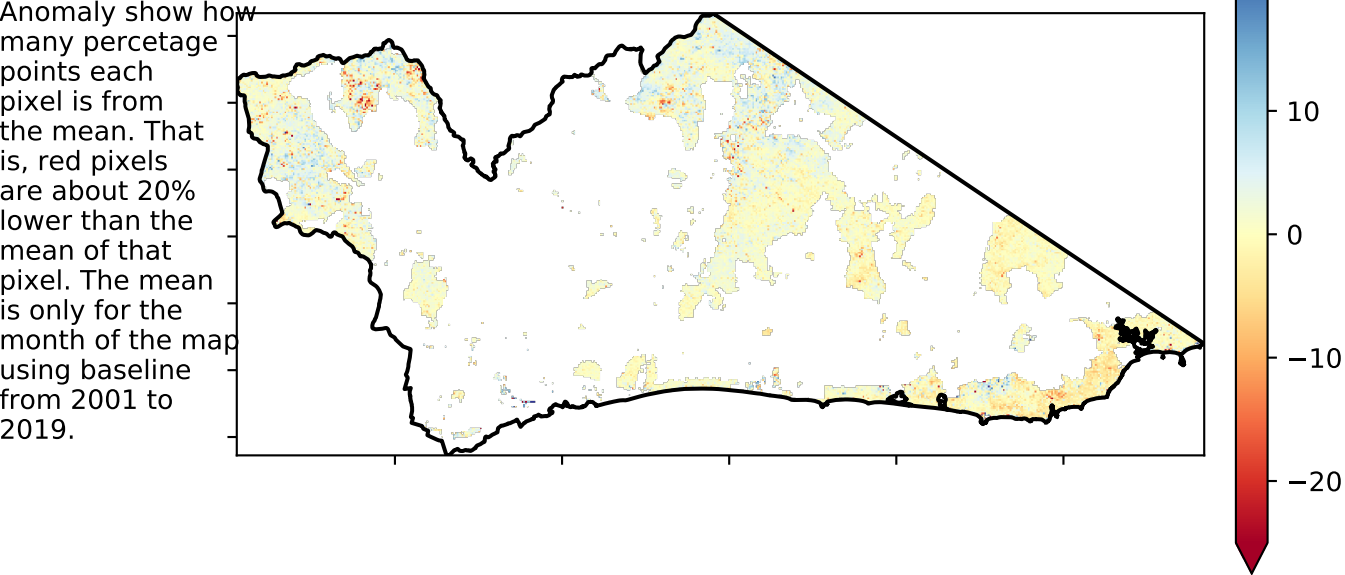 Anomaly show how
many percetage
points each
pixel is from
the mean. That
is, red pixels
are about 20%
lower than the
mean of that
pixel. The mean
is only for the
month of the map
using baseline
from 2001 to
2019.
10
0
−10
−20